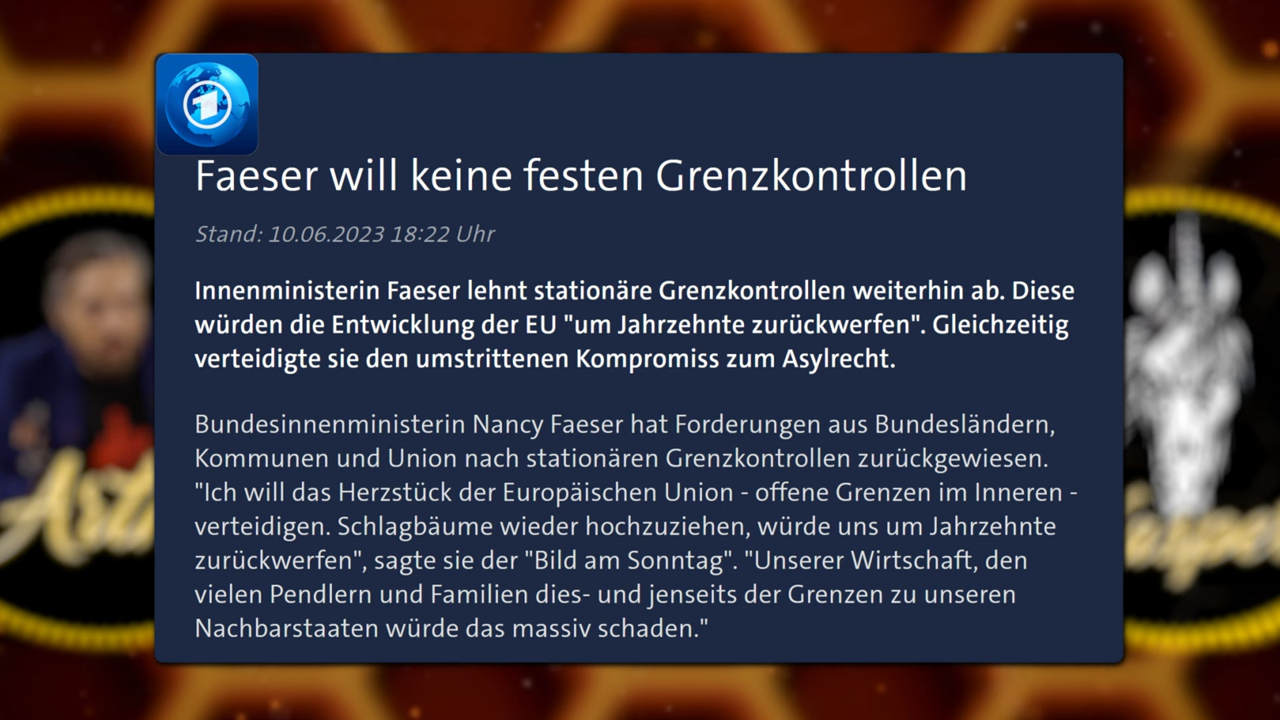 1
Faeser will keine festen Grenzkontrollen
Stand: 10.06.2023 18:22 Uhr
Innenministerin Faeser lehnt stationäre Grenzkontrollen weiterhin ab. Diese
würden die Entwicklung der EU "um Jahrzehnte zurückwerfen". Gleichzeitig
verteidigte sie den umstrittenen Kompromiss zum Asylrecht.
Bundesinnenministerin Nancy Faeser hat Forderungen aus Bundesländern,
Kommunen und Union nach stationären Grenzkontrollen zurückgewiesen.
"Ich will das Herzstück der Europäischen Union - offene Grenzen im Inneren -
verteidigen. Schlagbäume wieder hochzuziehen, würde uns um Jahrzehnte
zurückwerfen", sagte sie der "Bild am Sonntag". "Unserer Wirtschaft, den
vielen Pendlern und Familien dies- und jenseits der Grenzen zu unseren
Nachbarstaaten würde das massiv schaden."